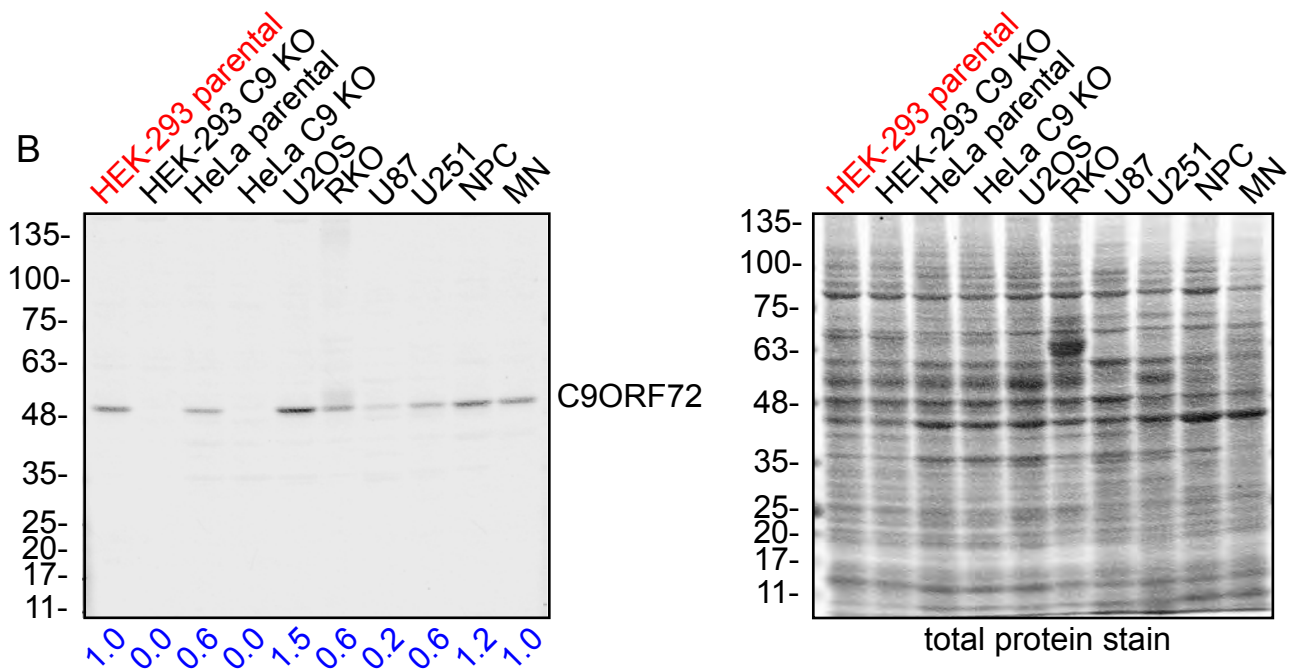 B
HEK-293 parental
HEK-293 C9 KO
HeLa parental
HeLa C9 KO
U2OS
RKO
U87
U251
NPC
MN
135-
100-
75-
63-
48-
35-
25-
20-
17-
11-
C9ORF72
1.0
0.0
0.6
0.0
1.5
0.6
0.2
0.6
1.2
1.0
HEK-293 parental
HEK-293 C9 KO
HeLa parental
HeLa C9 KO
U2OS
RKO
U87
U251
NPC
MN
135-
100-
75-
63-
48-
35-
25-
20-
17-
11-
total protein stain